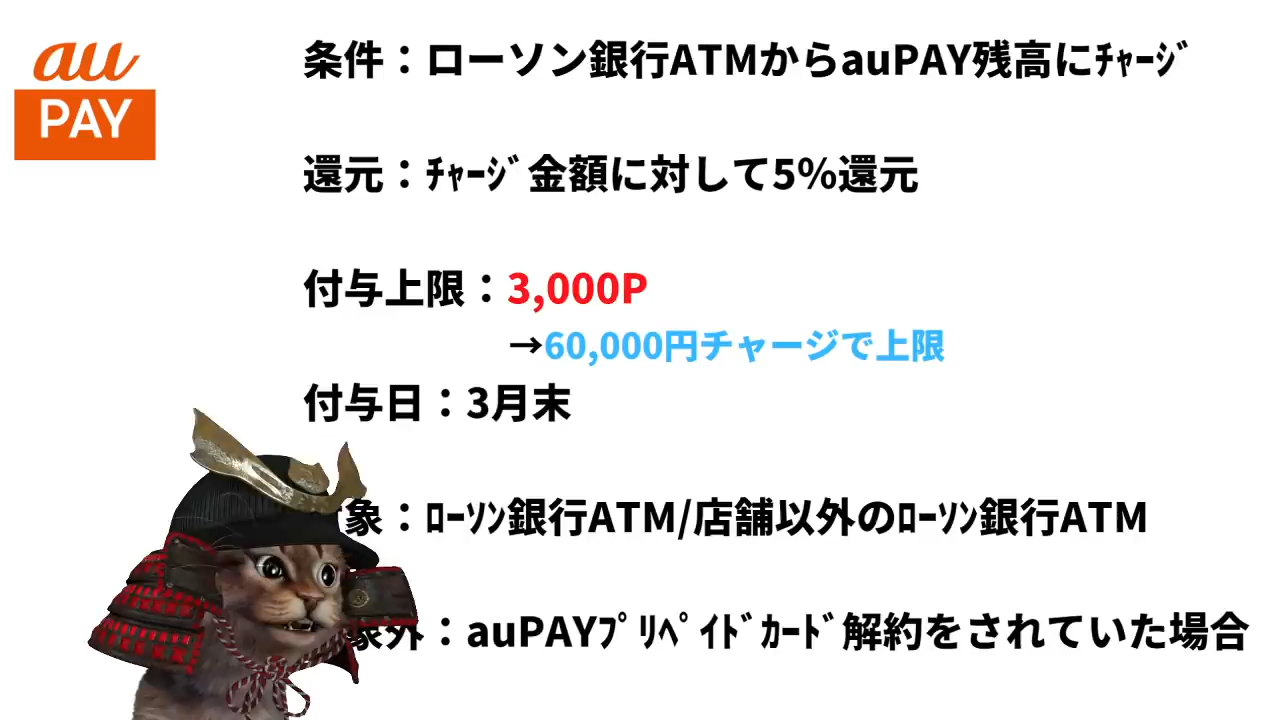 au
PAY
条件：ローソン銀行ATMからauPAY残高にﾁｬｰｼﾞ
還元：ﾁｬｰｼﾞ金額に対して5%還元
付与上限：3,000P
→60,000円チャージで上限
付与日：3月末
象：ﾛｰｿﾝ銀行ATM/店舗以外のﾛｰｿﾝ銀行ATM
象外：auPAYﾌﾟﾘﾍﾟｲﾄﾞｶｰﾄﾞ解約をされていた場合